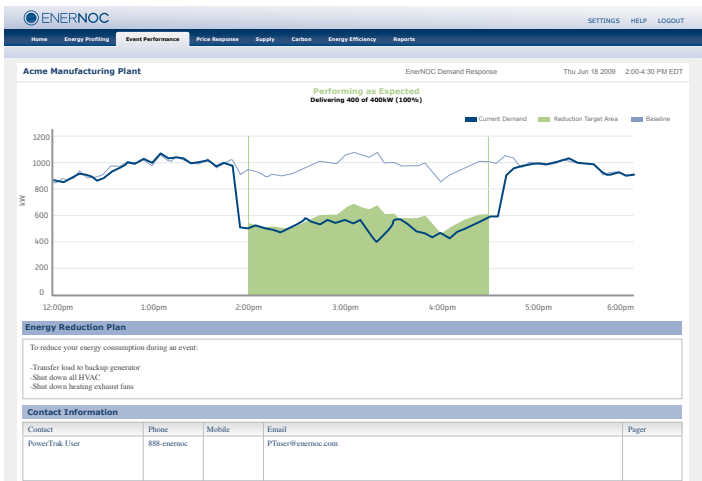 ENERNOC
SETTINGS HELP LOGOUT
Home Energy Profiling Event Performance Price Response Supply Carbon Energy Efficiency Reports
Acme Manufacturing Plant EnerNOC Demand Response Thu Jun 18 2009 2:00-4:30 PM EDT
Performing as Expected
Delivering 400 of 400kW (100%)
Current Demand Reduction Target Area Baseline
1200
1000
800
kW
600
400
200
0
12:00pm 1:00pm 2:00pm 3:00pm 4:00pm 5:00pm 6:00pm
Energy Reduction Plan
To reduce your energy consumption during an event:
-Transfer load to backup generator
-Shut down all HVAC
-Shut down heating exhaust fans
Contact Information
Contact Phone Mobile Email Pager
PowerTrak User 888-enernoc PTuser@enernoc.com